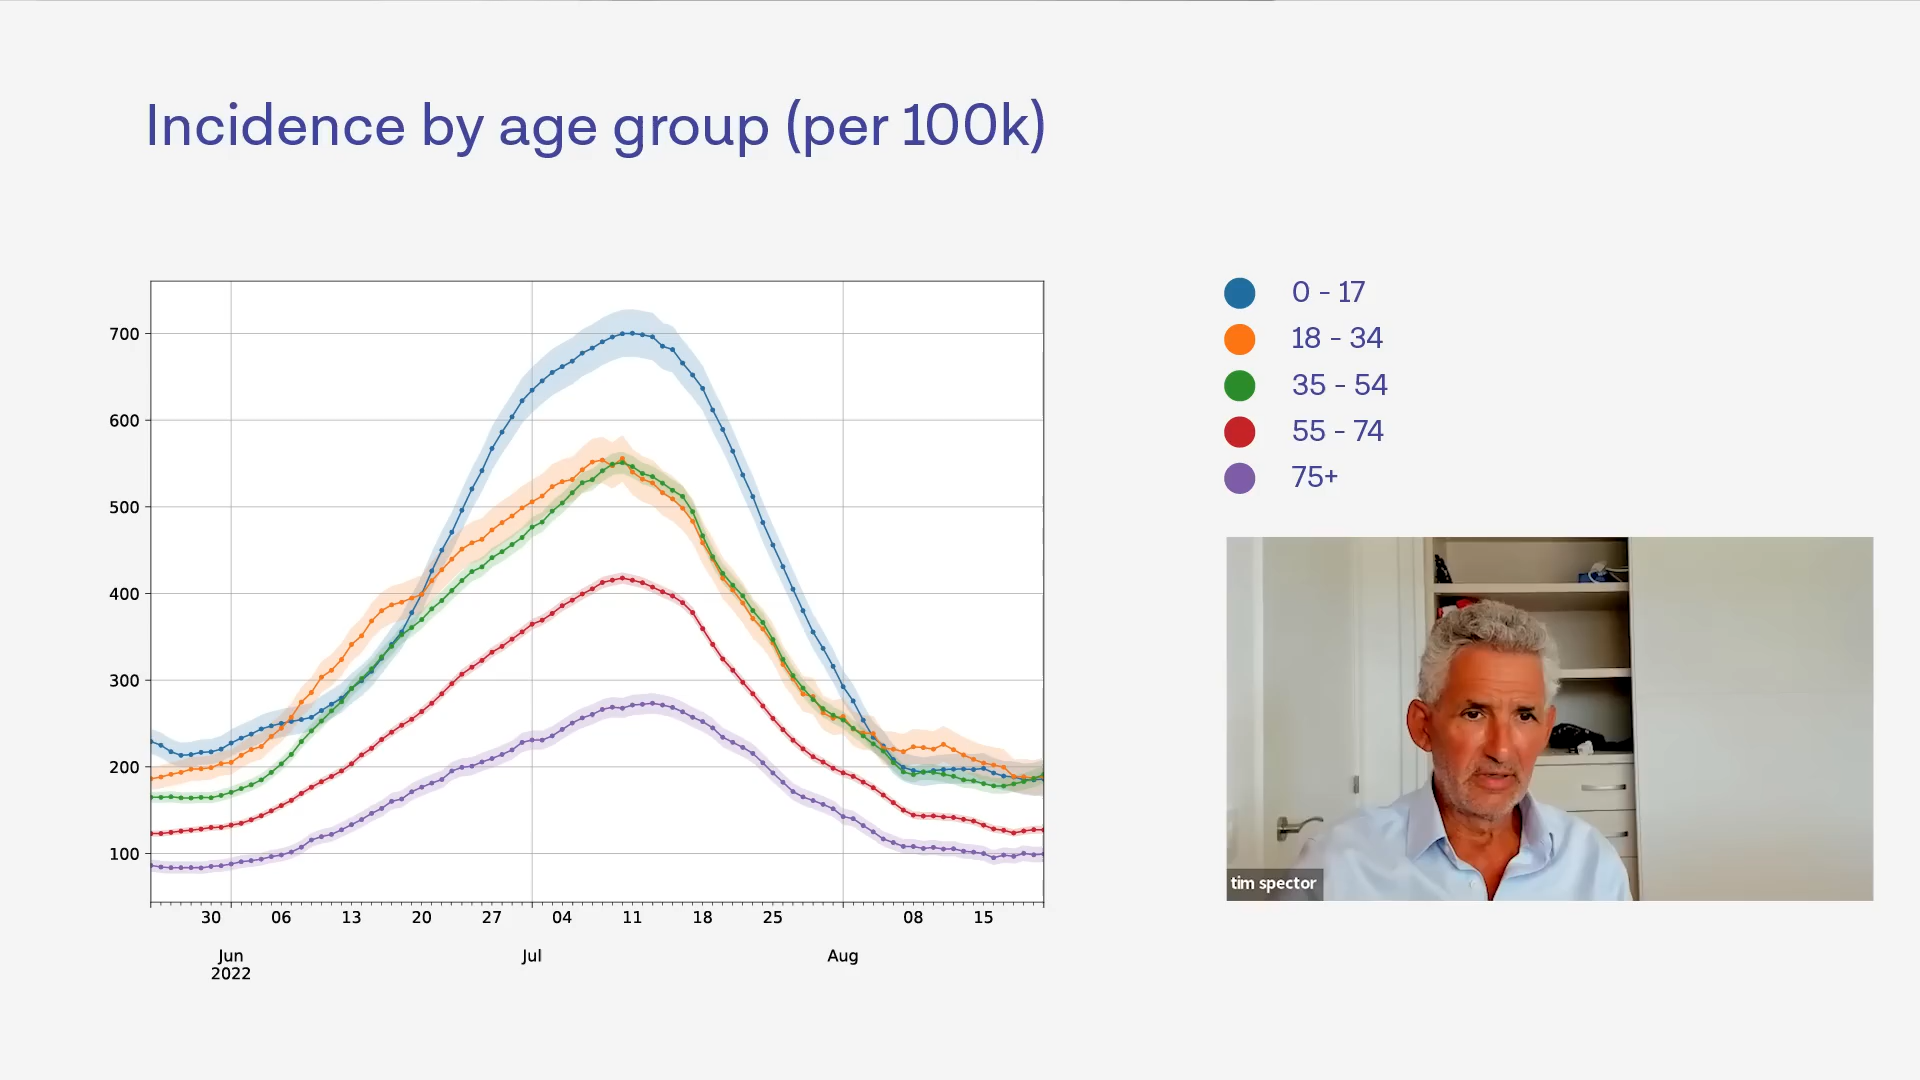 Incidence by age group (per 100k)
700
600
500
400
300
200
100
30 06 13 20 27 04 11 18 25 08 15
Jun Jul Aug
2022
0 - 17
18 - 34
35 - 54
55 - 74
75+
tim spector